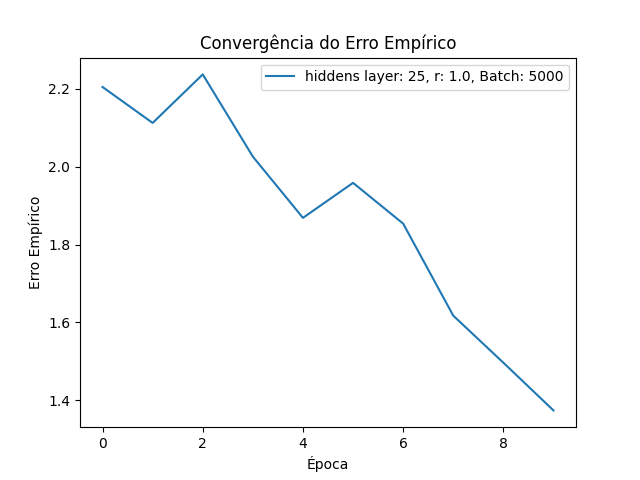 Convergência do Erro Empírico
hiddens layer: 25, r: 1.0, Batch: 5000
Erro Empírico
2.2
2.0
1.8
1.6
1.4
0 2 4 6 8
Época